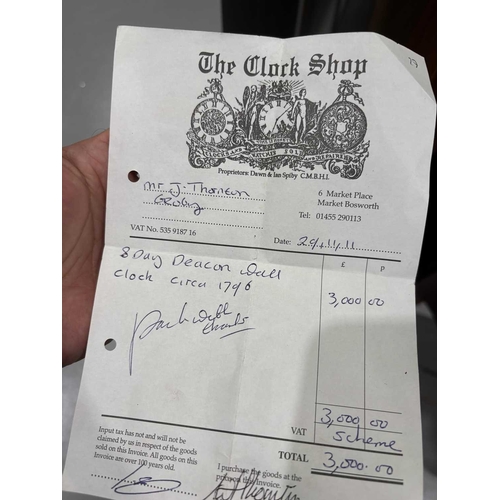 The Clock Shop
Proprietors: Dawn & Ian Spiby C.M.B.H.I.
Mr J. Thornton
Groby
6 Market Place
Market Bosworth
Tel: 01455 290113
VAT No. 535 9187 16
Date: 29.11.11
£ P
8 Day Deacon Wall
Clock circa 1796
3,000 00
Paid with
3,000 00
VAT Scheme
TOTAL 3,000.00
Input tax has not and will not be
claimed by us in respect of the goods
sold on this Invoice. All goods on this
Invoice are over 100 years old.
I purchase the goods at the
price on this Invoice.